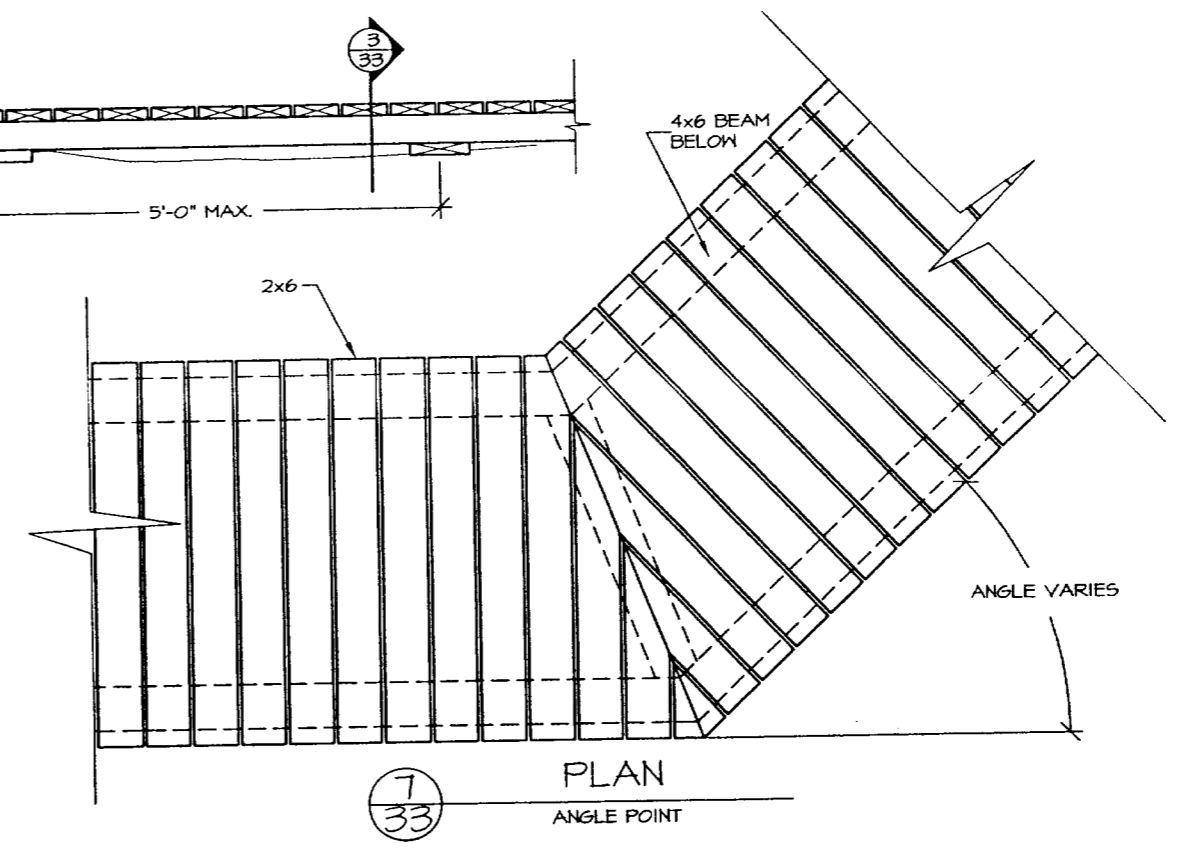 3
33
4x6 BEAM
BELOW
5'-0" MAX.
2x6
ANGLE VARIES
7
33
PLAN
ANGLE POINT